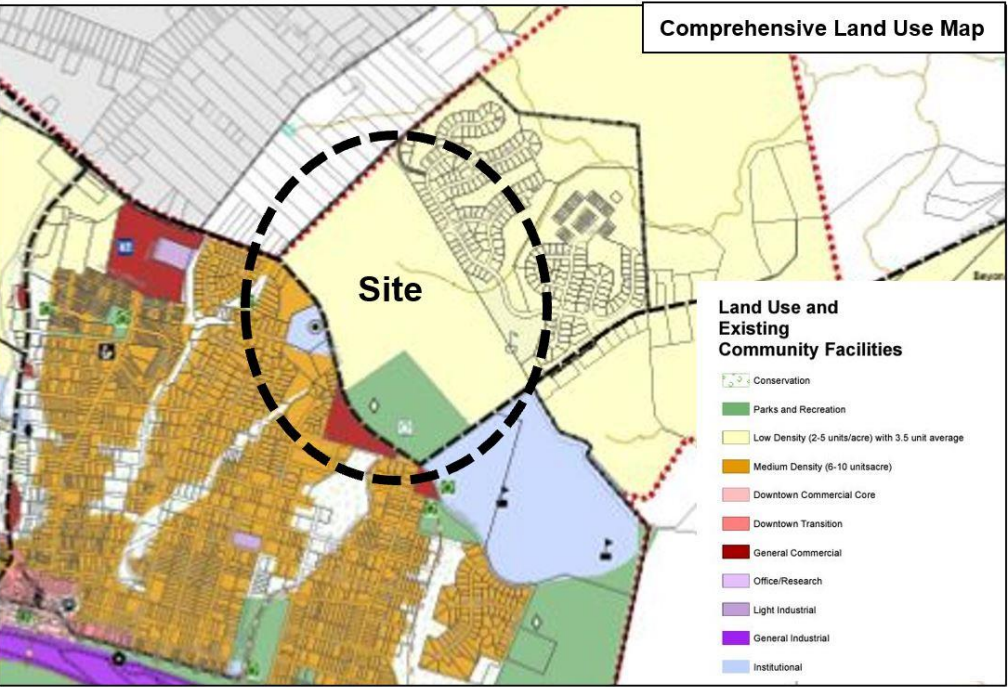 Comprehensive Land Use Map
Site
Land Use and
Existing
Community Facilities
Conservation
Parks and Recreation
Low Density (2-5 units/acre) with 3.5 unit average
Medium Density (6-10 unitsacre)
Downtown Commercial Core
Downtown Transition
General Commercial
Office/Research
Light Industrial
General Industrial
Institutional